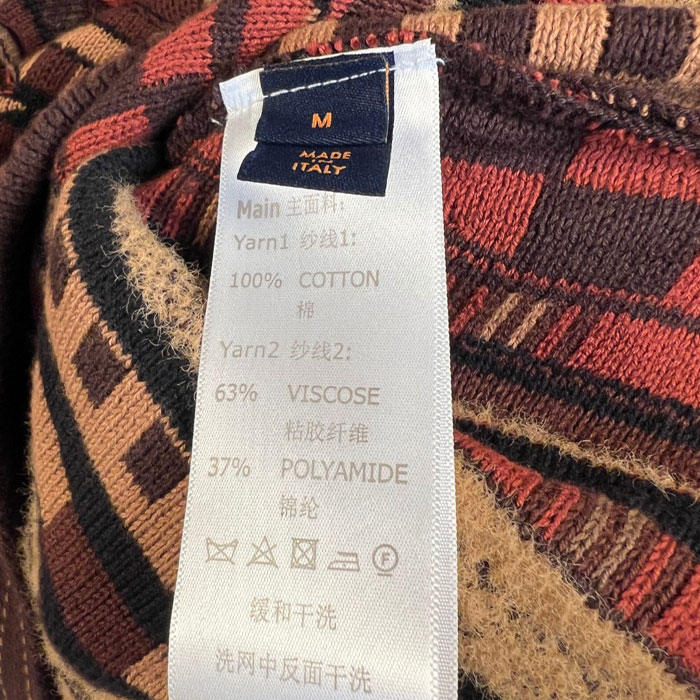 M
MADE
IN
ITALY
Main 主面料:
Yarn1 纱线1:
100% COTTON
棉
Yarn2 纱线2:
63% VISCOSE
粘胶纤维
37% POLYAMIDE
锦纶
F
缓和干洗
洗网中反面干洗